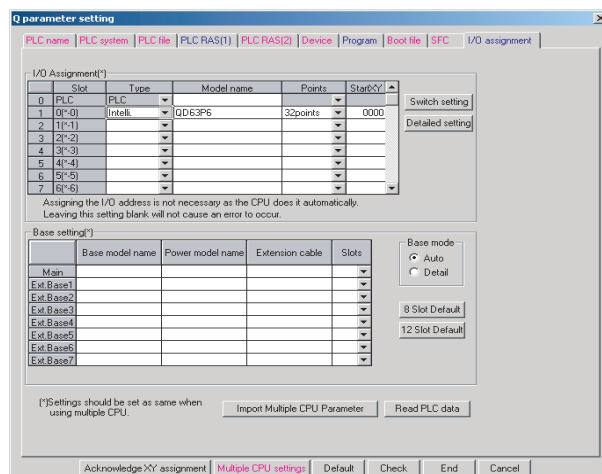 Q parameter setting
PLC name PLC system PLC file PLC RAS(1) PLC RAS(2) Device Program Boot file SFC I/O assignment
I/O Assignment(*)
Slot Type Model name Points StartXY
0 PLC PLC
1 0(*-0) Intelli. QD63P6 32points 0000
2 1(*-1)
3 2(*-2)
4 3(*-3)
5 4(*-4)
6 5(*-5)
7 6(*-6)
Switch setting
Detailed setting
Assigning the I/O address is not necessary as the CPU does it automatically.
Leaving this setting blank will not cause an error to occur.
Base setting(*)
Base model name Power model name Extension cable Slots
Main
Ext.Base1
Ext.Base2
Ext.Base3
Ext.Base4
Ext.Base5
Ext.Base6
Ext.Base7
Base mode
Auto
Detail
8 Slot Default
12 Slot Default
(*)Settings should be set as same when
using multiple CPU.
Import Multiple CPU Parameter Read PLC data
Acknowledge XY assignment Multiple CPU settings Default Check End Cancel